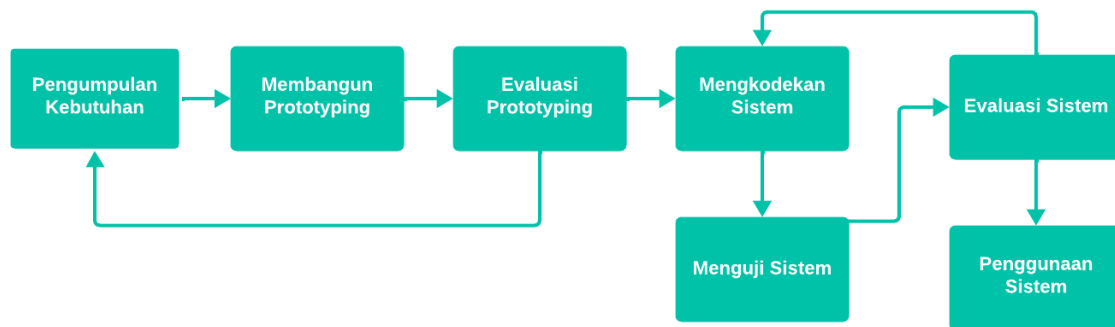 Pengumpulan
Kebutuhan
Membangun
Prototyping
Evaluasi
Prototyping
Mengkodekan
Sistem
Evaluasi Sistem
Menguji Sistem
Penggunaan
Sistem